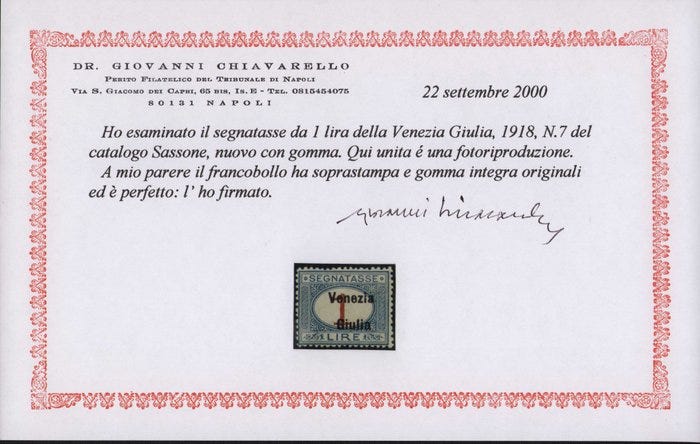 DR. GIOVANNI CHIAVARELLO
PERITO FILATELICO DEL TRIBUNALE DI NAPOLI
VIA S. GIACOMO DEI CAPRI, 65 BIS, IS. E - TEL. 0815454075
80131 NAPOLI
22 settembre 2000
Ho esaminato il segnatasse da 1 lira della Venezia Giulia, 1918, N.7 del
catalogo Sassone, nuovo con gomma. Qui unita é una fotoriproduzione.
A mio parere il francobollo ha soprastampa e gomma integra originali
ed è perfetto: l' ho firmato.
SEGNATASSE
1
Venezia
Giulia
LIRE